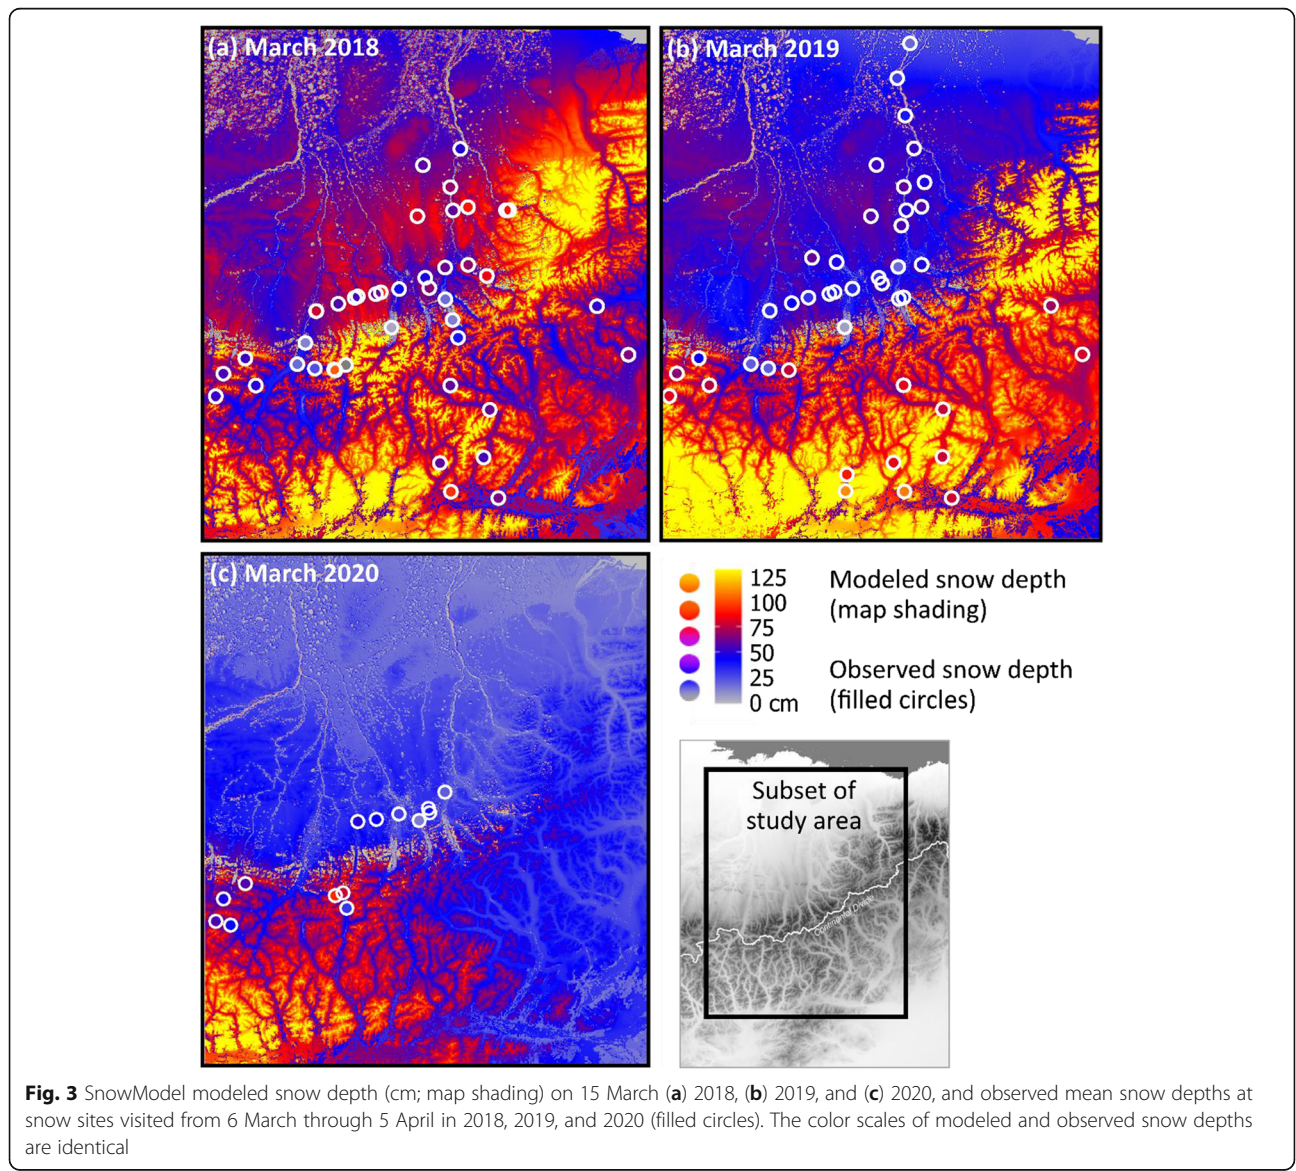 (a) March 2018
(b) March 2019
(c) March 2020
125
100
75
50
25
0 cm
Modeled snow depth
(map shading)
Observed snow depth
(filled circles)
Subset of
study area
Continental Divide
Fig. 3 SnowModel modeled snow depth (cm; map shading) on 15 March (a) 2018, (b) 2019, and (c) 2020, and observed mean snow depths at
snow sites visited from 6 March through 5 April in 2018, 2019, and 2020 (filled circles). The color scales of modeled and observed snow depths
are identical